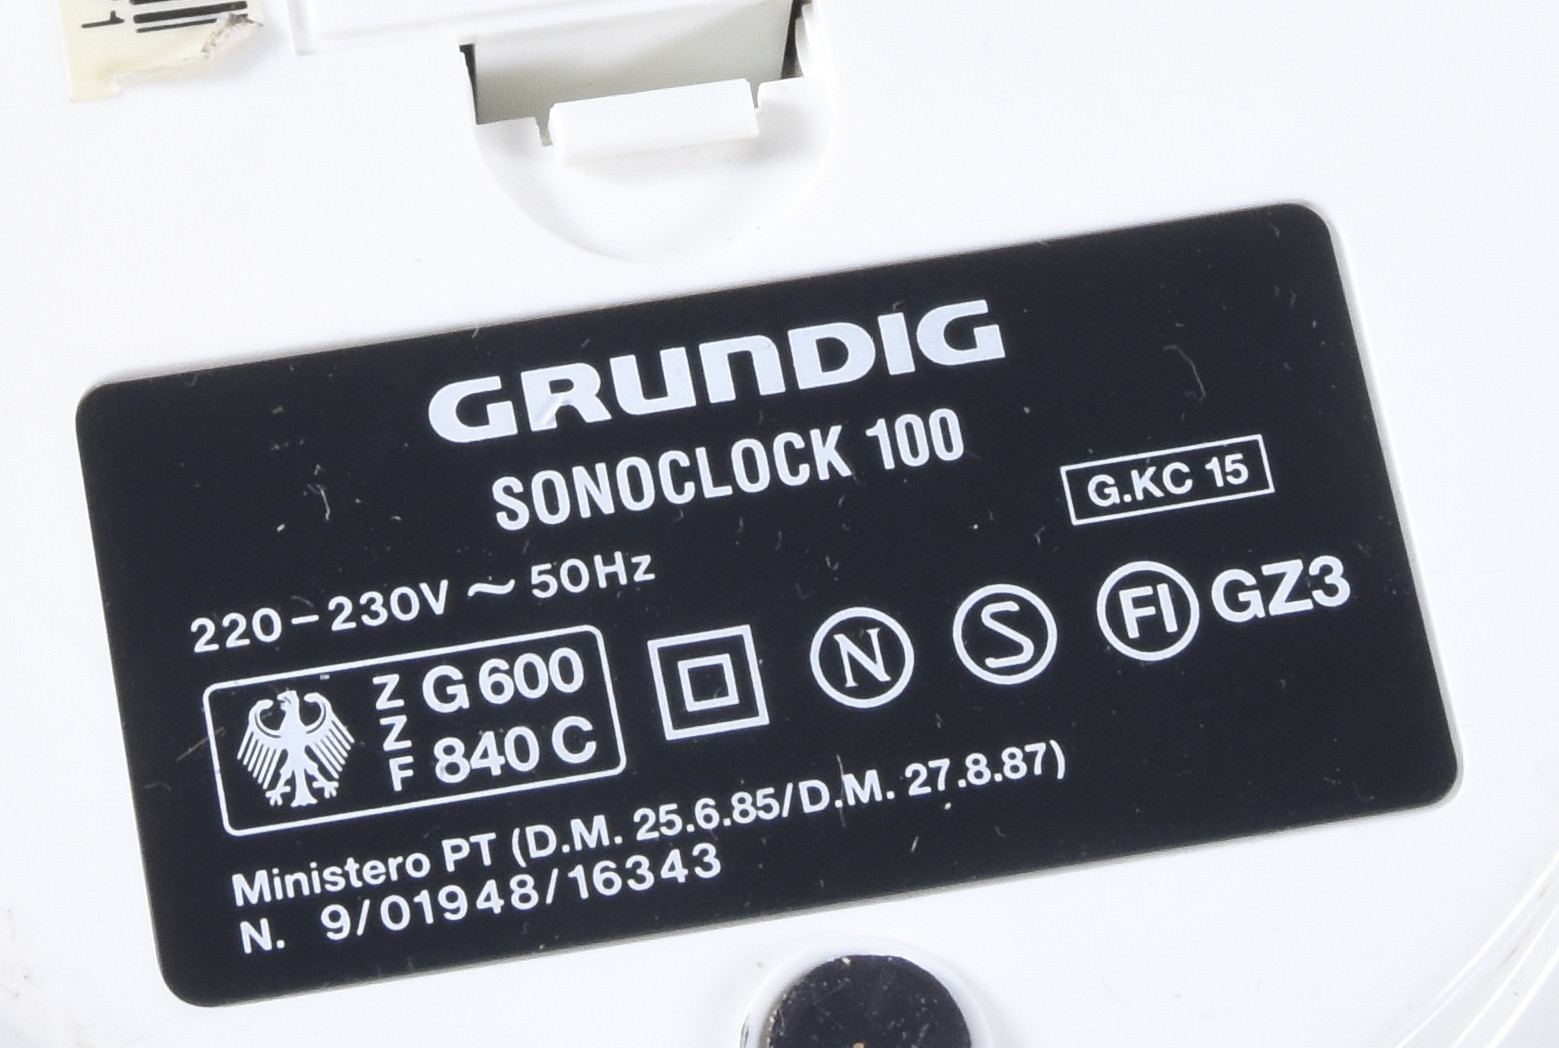 GRUNDIG
SONOCLOCK 100
G.KC 15
220-230V ~ 50Hz
ZZF G 600 840 C
N S FI GZ3
Ministero PT (D.M. 25.6.85/D.M. 27.8.87)
N. 9/01948/16343